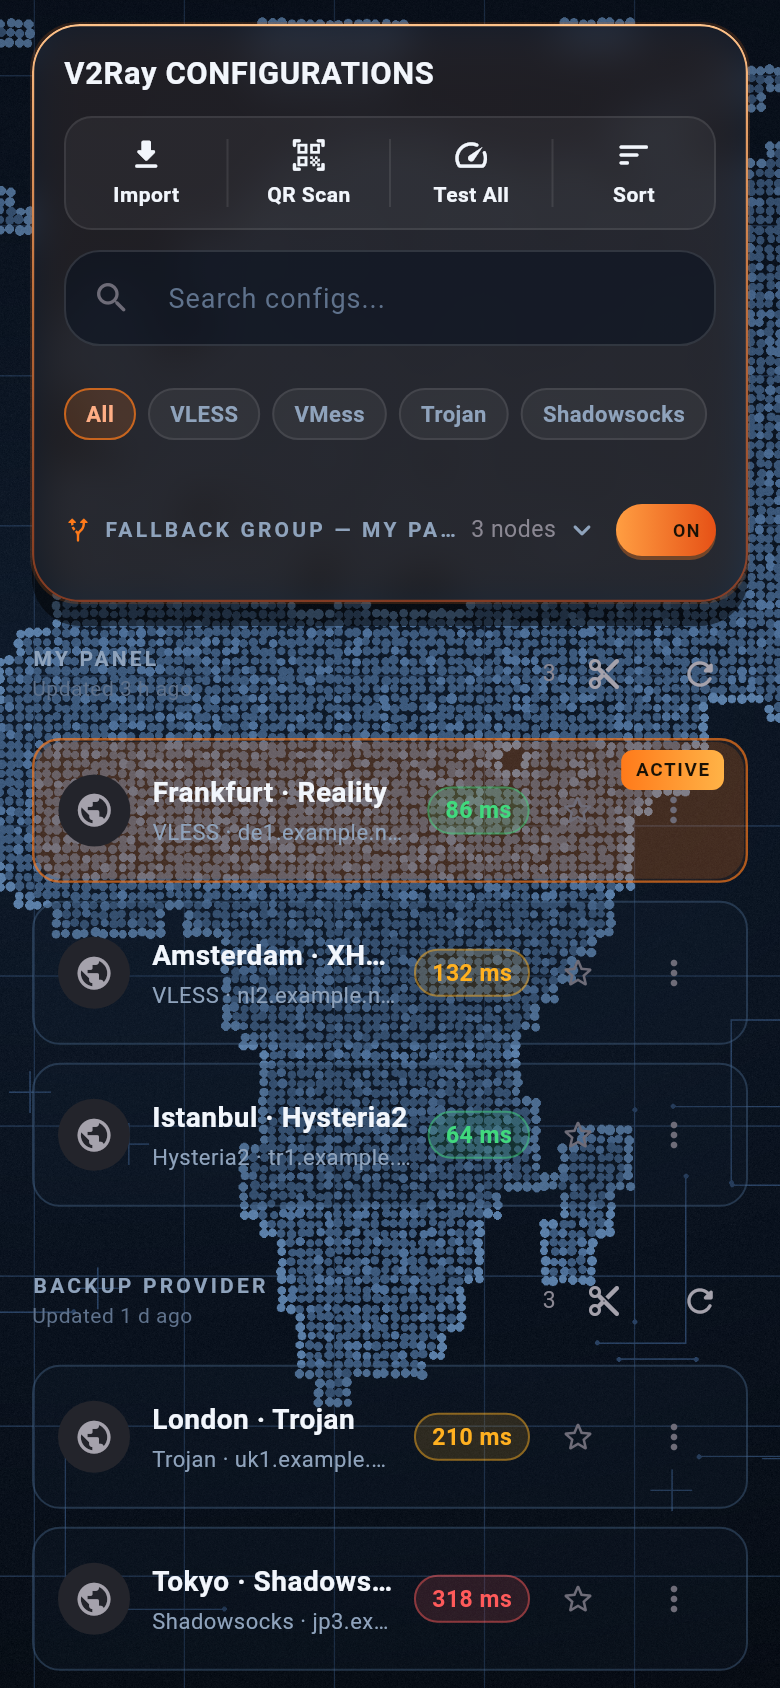 V2Ray CONFIGURATIONS
Import QR Scan Test All Sort
Search configs...
All VLESS VMess Trojan Shadowsocks
FALLBACK GROUP — MY PA... 3 nodes ON
MY PANEL 3
Updated 3 h ago
ACTIVE
Frankfurt · Reality 86 ms
VLESS · de1.example.n...
Amsterdam · XH... 132 ms
VLESS · nl2.example.n...
Istanbul · Hysteria2 64 ms
Hysteria2 · tr1.example....
BACKUP PROVIDER 3
Updated 1 d ago
London · Trojan 210 ms
Trojan · uk1.example....
Tokyo · Shadows... 318 ms
Shadowsocks · jp3.ex...